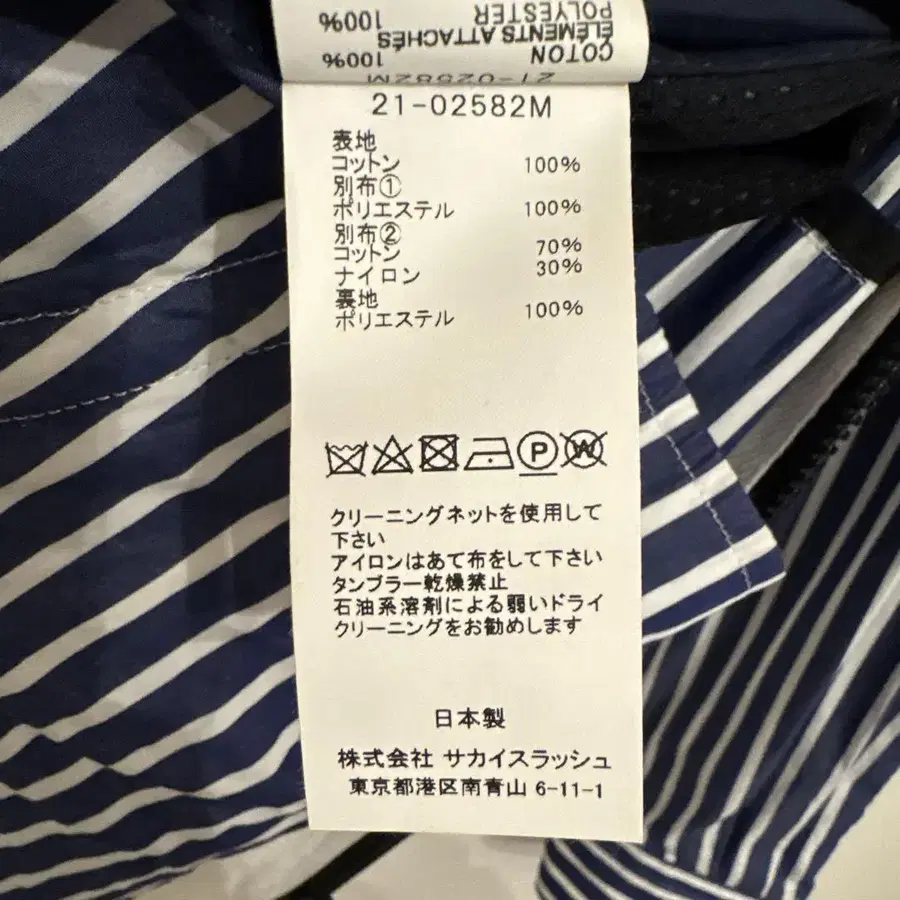 COTON 100%
ÉLÉMENTS ATTACHÉS
POLYESTER 100%
21-02582M
21-02582M
表地
コットン 100%
別布①
ポリエステル 100%
別布②
コットン 70%
ナイロン 30%
裏地
ポリエステル 100%
P W
クリーニングネットを使用して
下さい
アイロンはあて布をして下さい
タンブラー乾燥禁止
石油系溶剤による弱いドライ
クリーニングをお勧めします
日本製
株式会社 サカイスラッシュ
東京都港区南青山 6-11-1